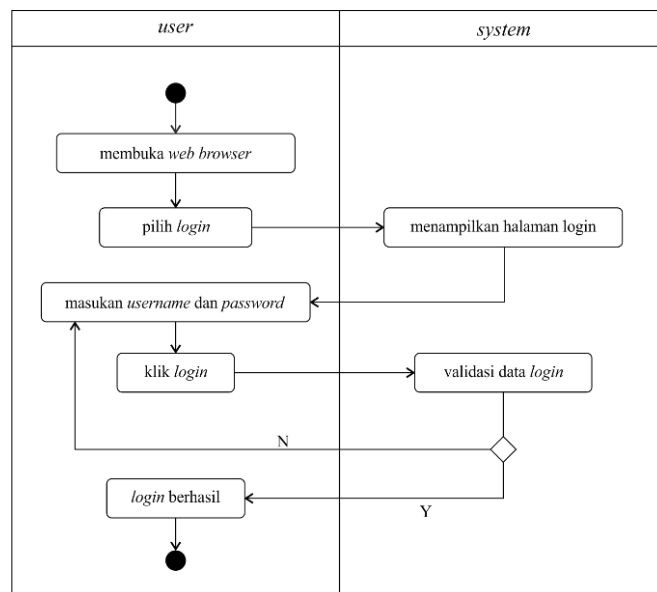 user
system
membuka web browser
pilih login
menampilkan halaman login
masukan username dan password
klik login
validasi data login
N
login berhasil
Y